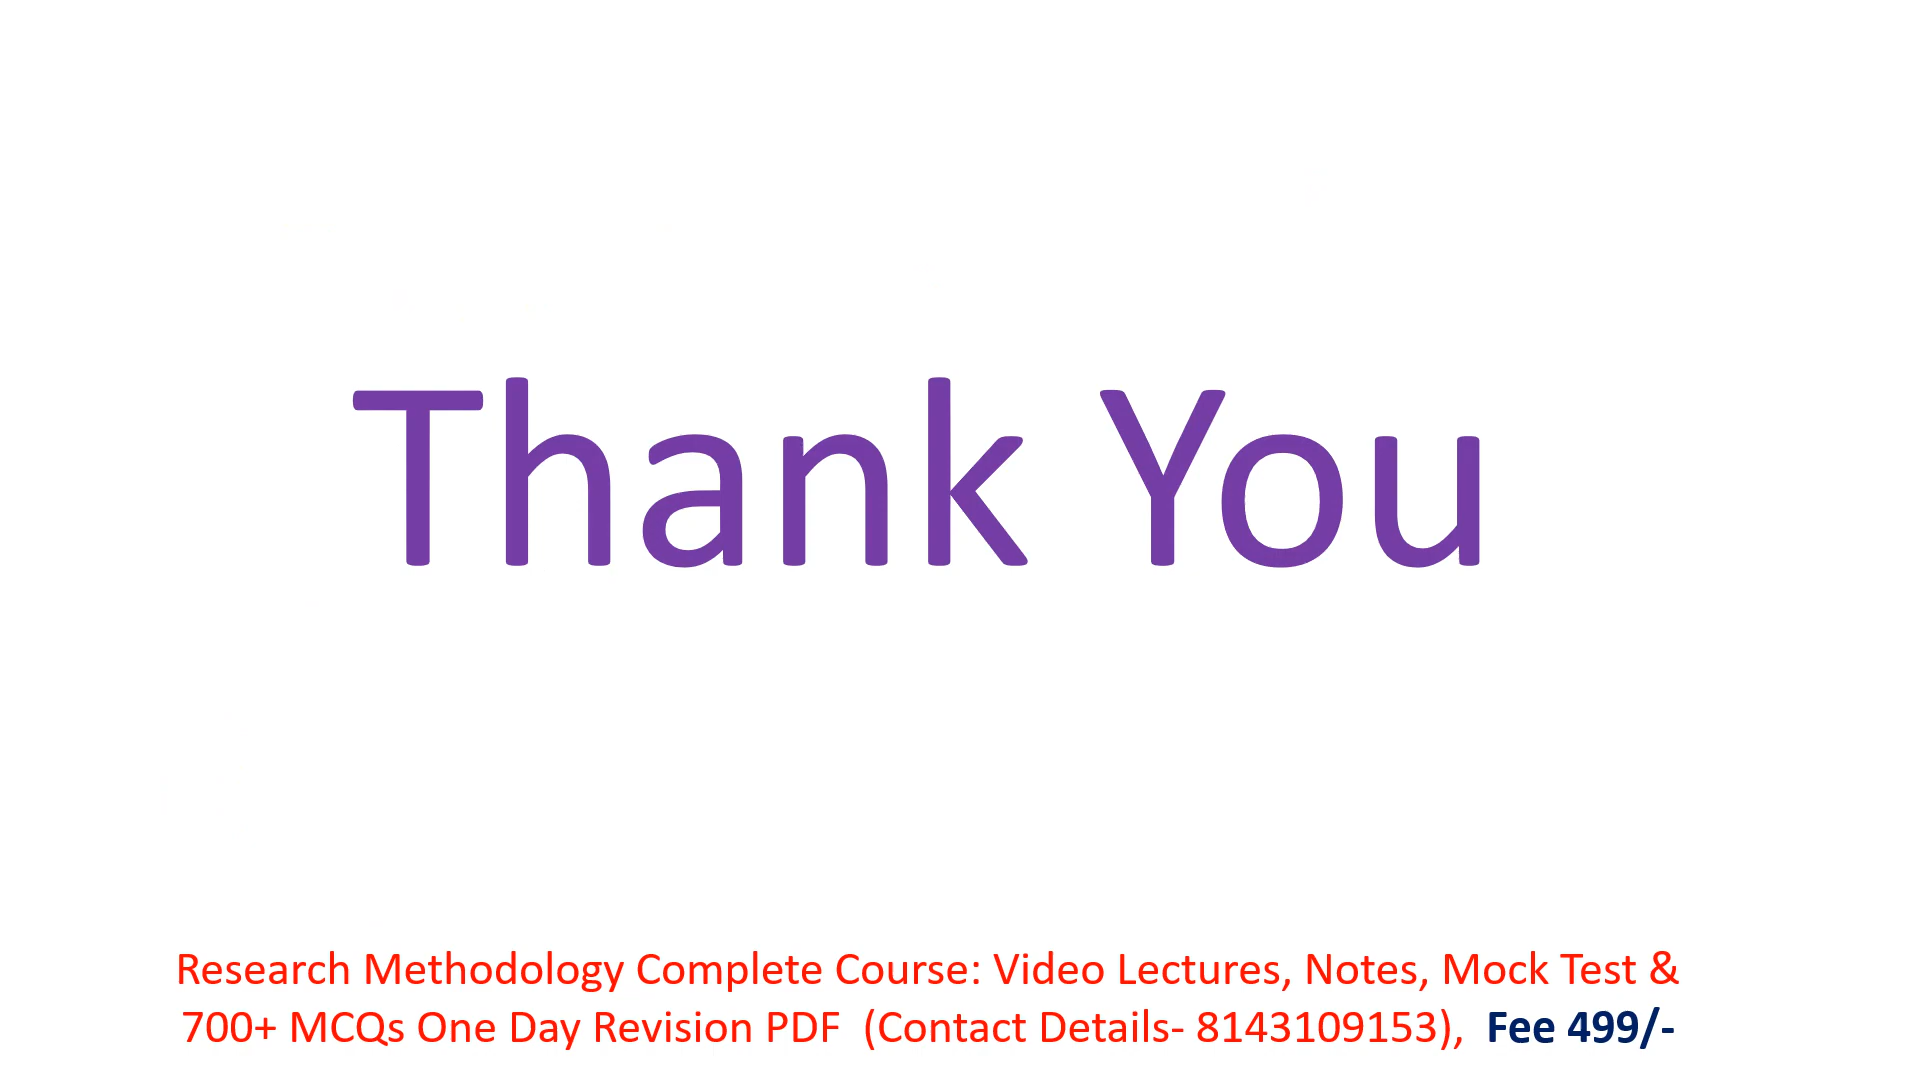 Thank You
Research Methodology Complete Course: Video Lectures, Notes, Mock Test &
700+ MCQs One Day Revision PDF (Contact Details- 8143109153), Fee 499/-